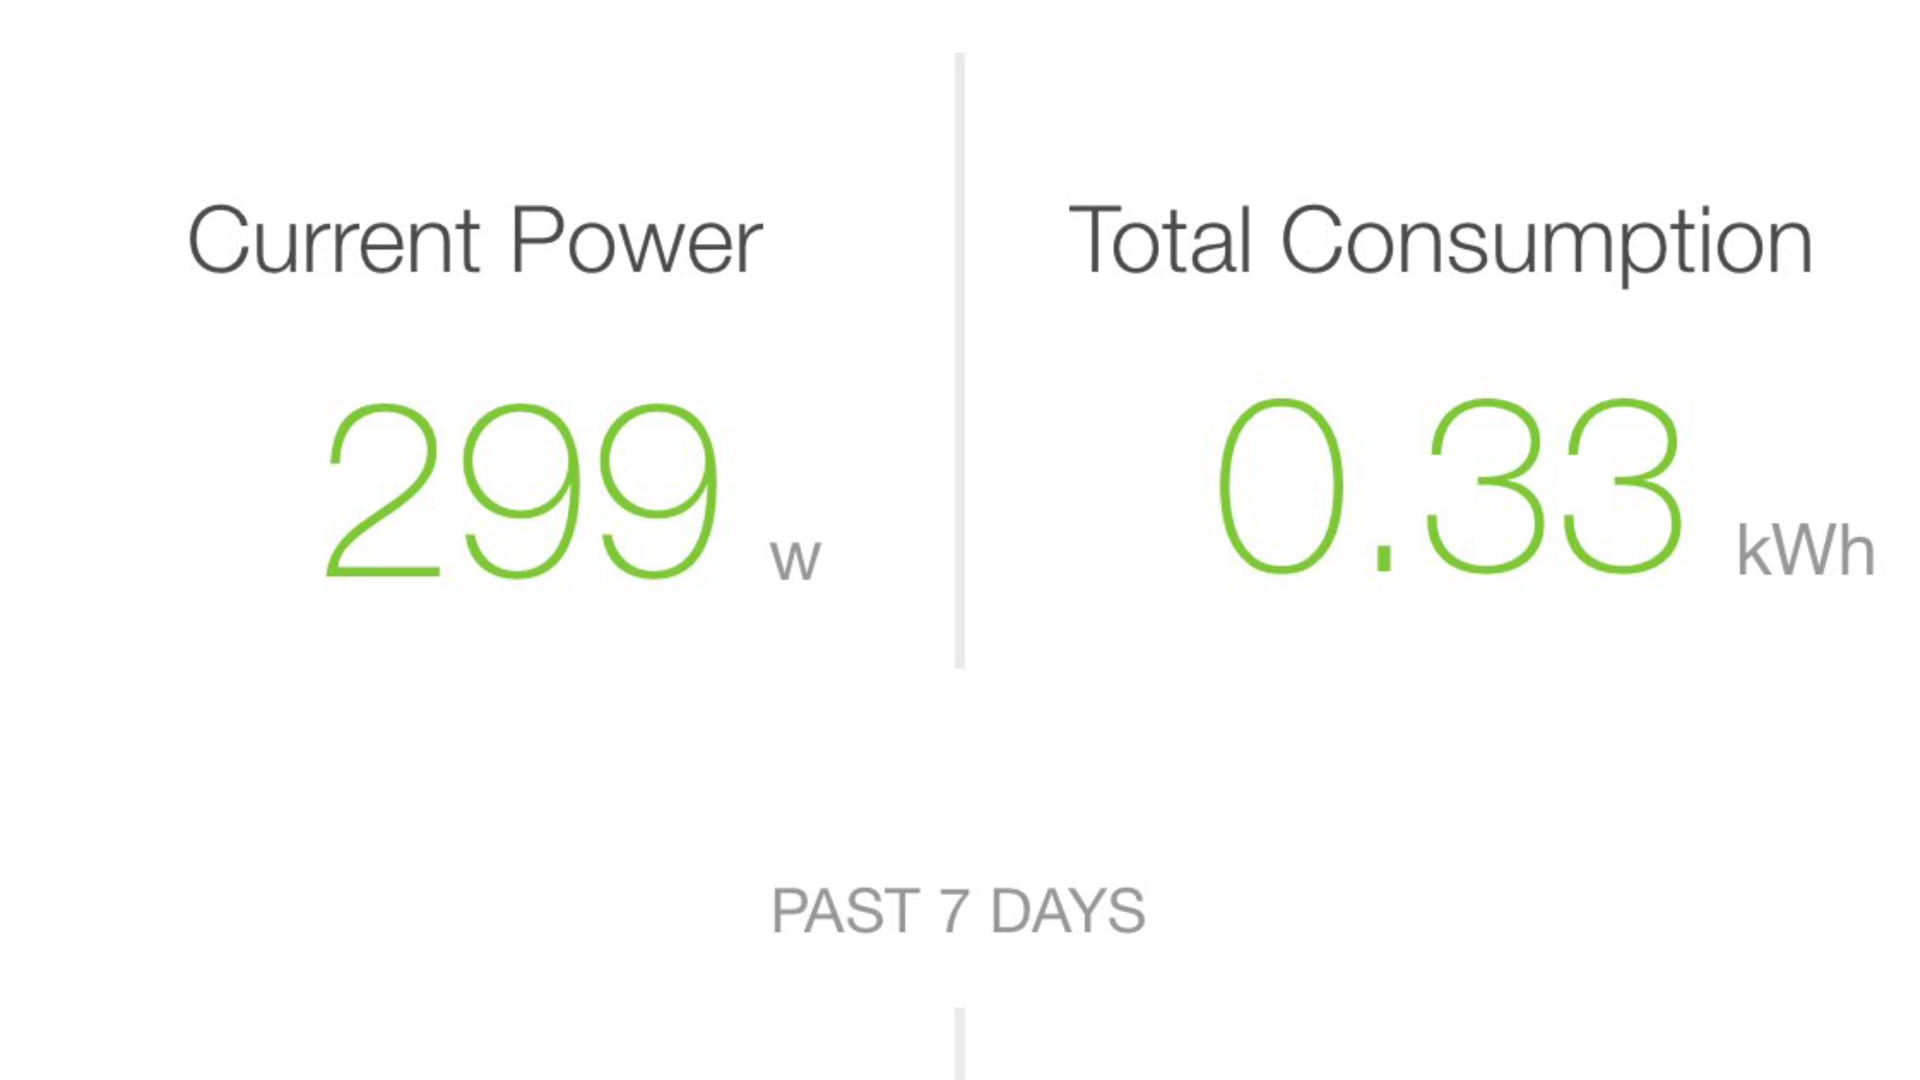 Current Power
Total Consumption
299 w
0.33 kWh
PAST 7 DAYS